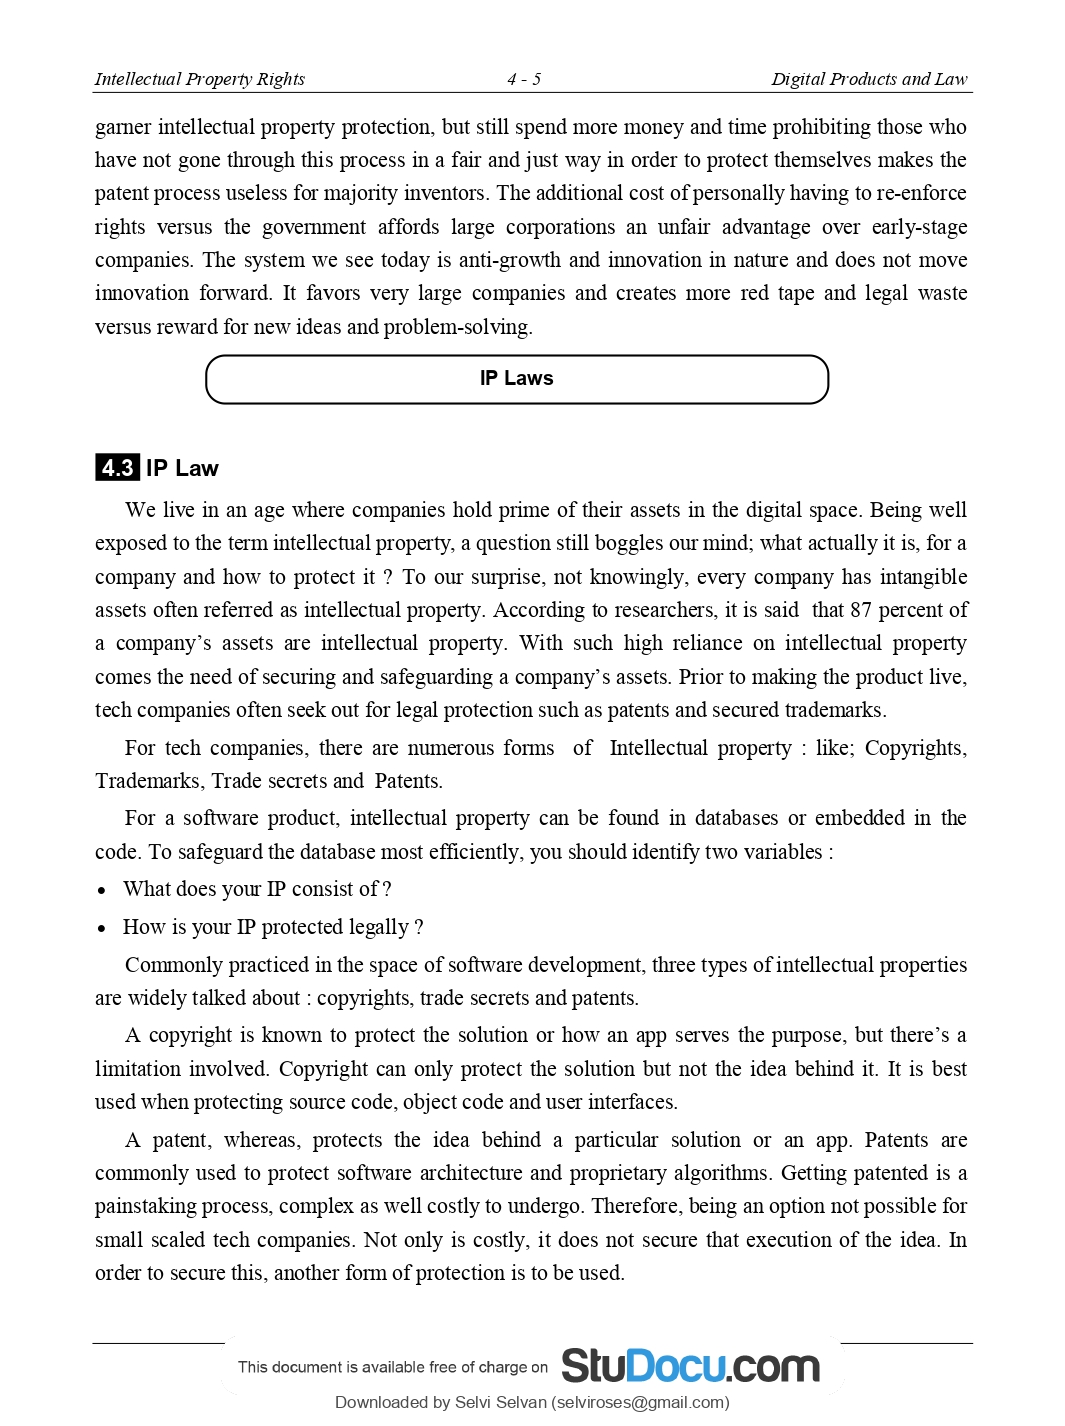 Intellectual Property Rights 4 - 5 Digital Products and Law
garner intellectual property protection, but still spend more money and time prohibiting those who
have not gone through this process in a fair and just way in order to protect themselves makes the
patent process useless for majority inventors. The additional cost of personally having to re-enforce
rights versus the government affords large corporations an unfair advantage over early-stage
companies. The system we see today is anti-growth and innovation in nature and does not move
innovation forward. It favors very large companies and creates more red tape and legal waste
versus reward for new ideas and problem-solving.
IP Laws
4.3 IP Law
We live in an age where companies hold prime of their assets in the digital space. Being well
exposed to the term intellectual property, a question still boggles our mind; what actually it is, for a
company and how to protect it ? To our surprise, not knowingly, every company has intangible
assets often referred as intellectual property. According to researchers, it is said that 87 percent of
a company’s assets are intellectual property. With such high reliance on intellectual property
comes the need of securing and safeguarding a company’s assets. Prior to making the product live,
tech companies often seek out for legal protection such as patents and secured trademarks.
For tech companies, there are numerous forms of Intellectual property : like; Copyrights,
Trademarks, Trade secrets and Patents.
For a software product, intellectual property can be found in databases or embedded in the
code. To safeguard the database most efficiently, you should identify two variables :
• What does your IP consist of ?
• How is your IP protected legally ?
Commonly practiced in the space of software development, three types of intellectual properties
are widely talked about : copyrights, trade secrets and patents.
A copyright is known to protect the solution or how an app serves the purpose, but there’s a
limitation involved. Copyright can only protect the solution but not the idea behind it. It is best
used when protecting source code, object code and user interfaces.
A patent, whereas, protects the idea behind a particular solution or an app. Patents are
commonly used to protect software architecture and proprietary algorithms. Getting patented is a
painstaking process, complex as well costly to undergo. Therefore, being an option not possible for
small scaled tech companies. Not only is costly, it does not secure that execution of the idea. In
order to secure this, another form of protection is to be used.
This document is available free of charge on StuDocu.com
Downloaded by Selvi Selvan (selviroses@gmail.com)